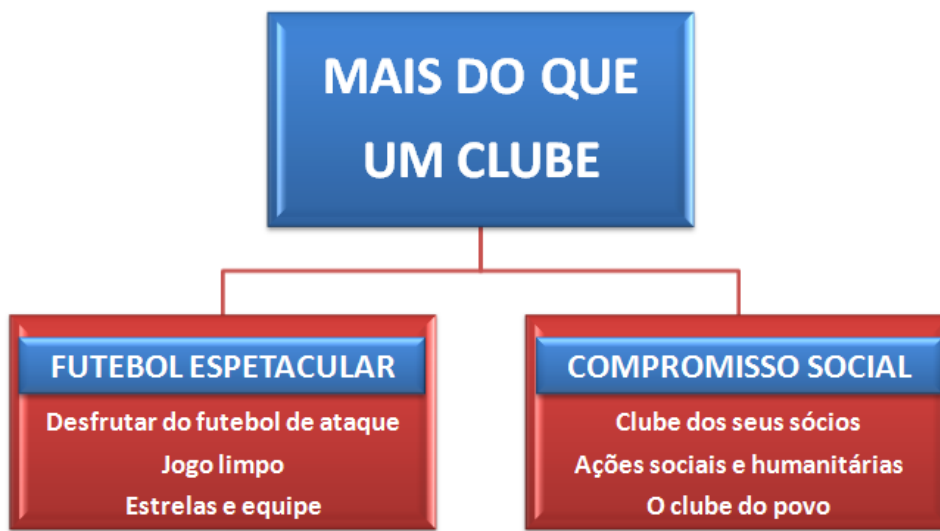 MAIS DO QUE
UM CLUBE
FUTEBOL ESPETACULAR
Desfrutar do futebol de ataque
Jogo limpo
Estrelas e equipe
COMPROMISSO SOCIAL
Clube dos seus sócios
Ações sociais e humanitárias
O clube do povo